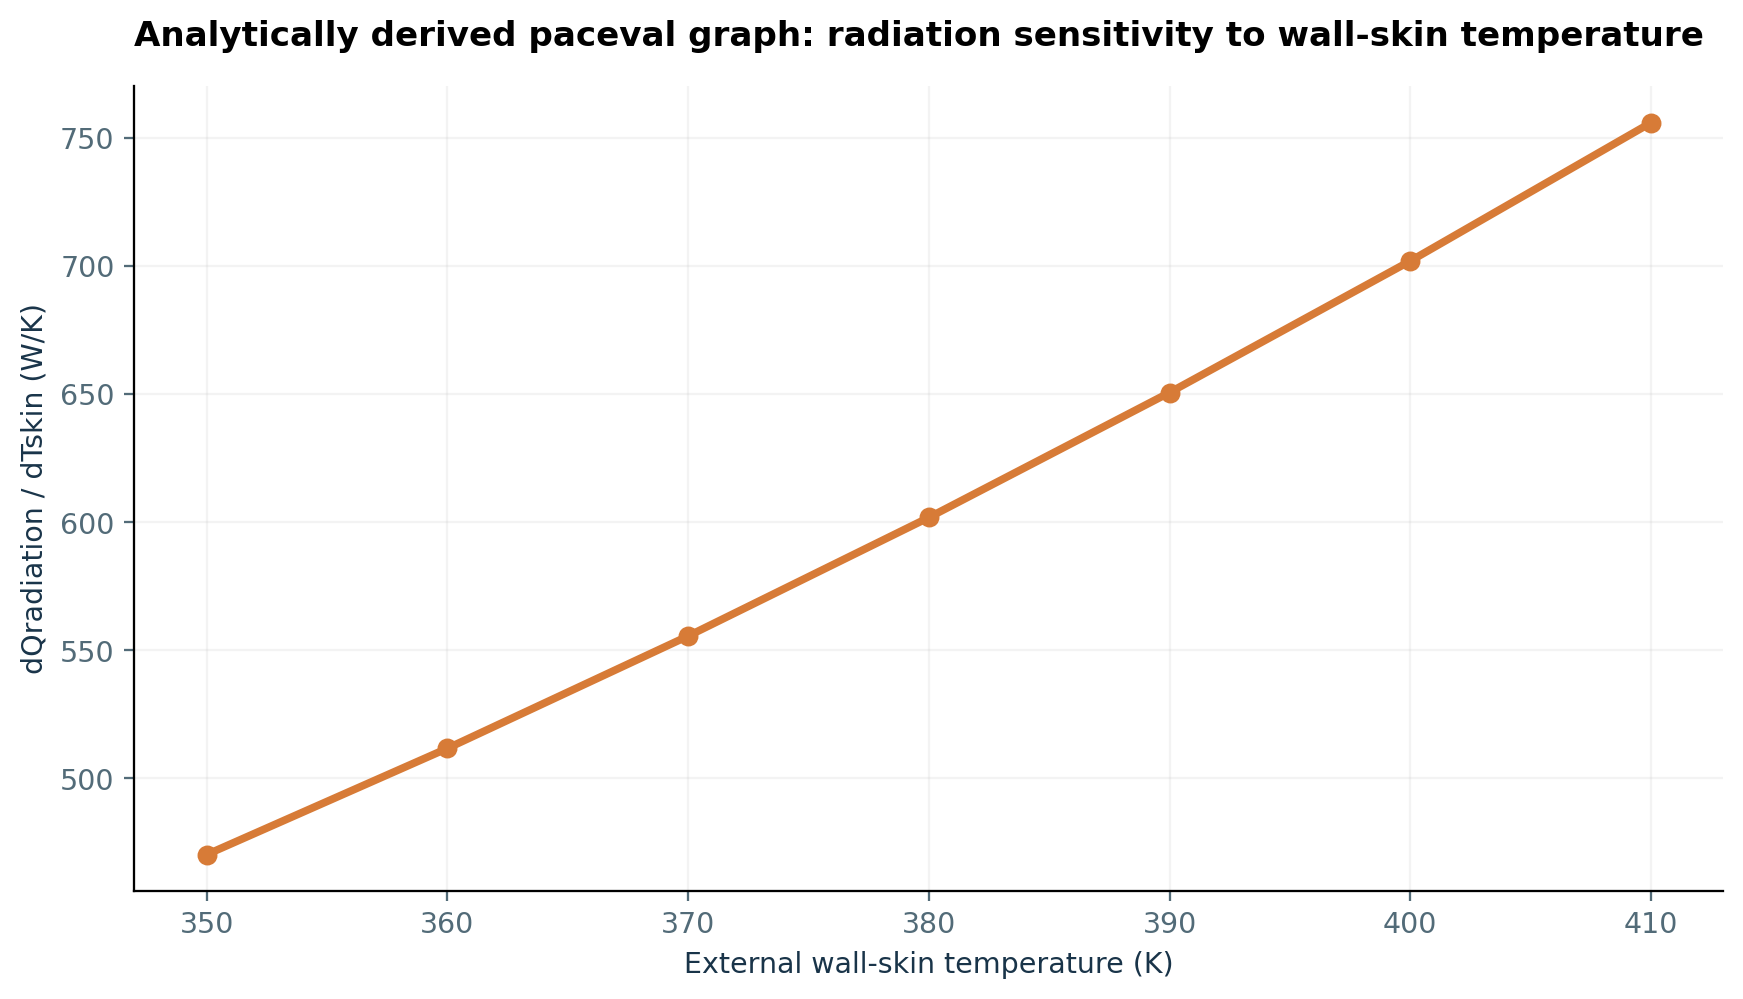 Analytically derived paceval graph: radiation sensitivity to wall-skin temperature
dQradiation / dTskin (W/K)
750
700
650
600
550
500
350 360 370 380 390 400 410
External wall-skin temperature (K)